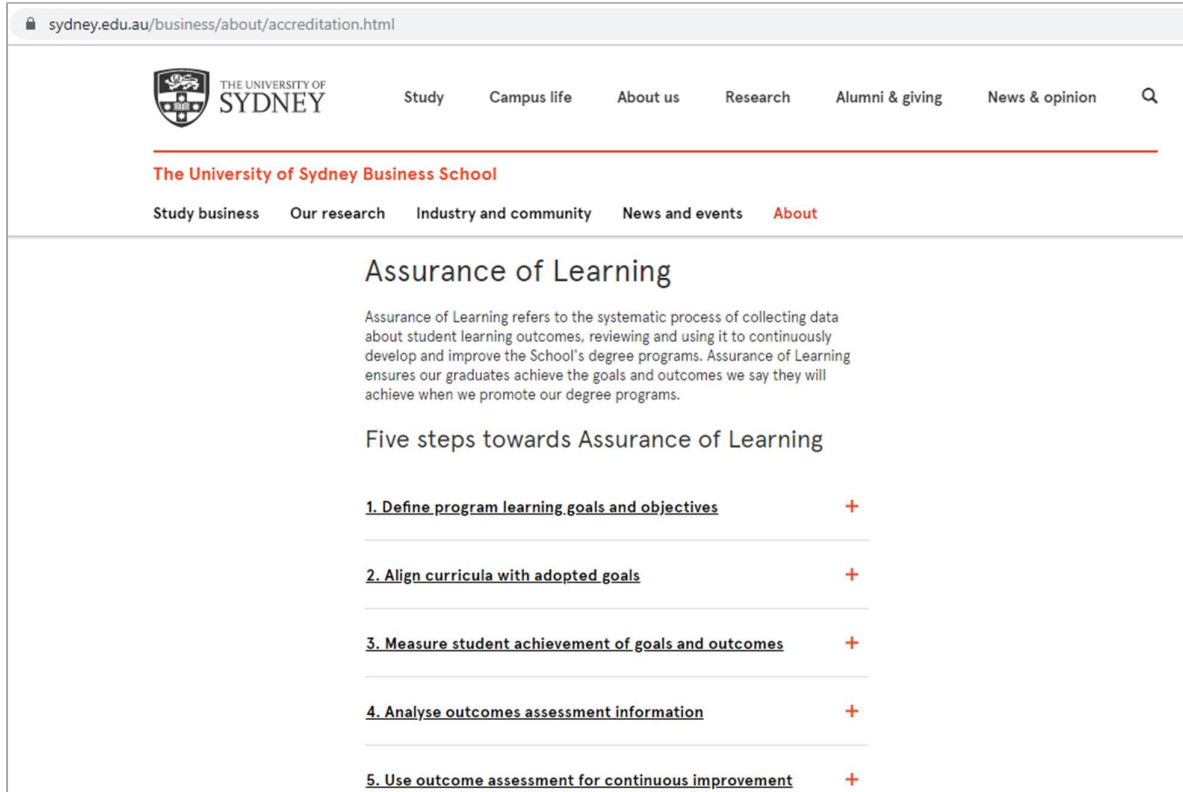 sydney.edu.au/business/about/accreditation.html
THE UNIVERSITY OF
SYDNEY
Study Campus life About us Research Alumni & giving News & opinion
The University of Sydney Business School
Study business Our research Industry and community News and events About
Assurance of Learning
Assurance of Learning refers to the systematic process of collecting data
about student learning outcomes, reviewing and using it to continuously
develop and improve the School's degree programs. Assurance of Learning
ensures our graduates achieve the goals and outcomes we say they will
achieve when we promote our degree programs.
Five steps towards Assurance of Learning
1. Define program learning goals and objectives +
2. Align curricula with adopted goals +
3. Measure student achievement of goals and outcomes +
4. Analyse outcomes assessment information +
5. Use outcome assessment for continuous improvement +